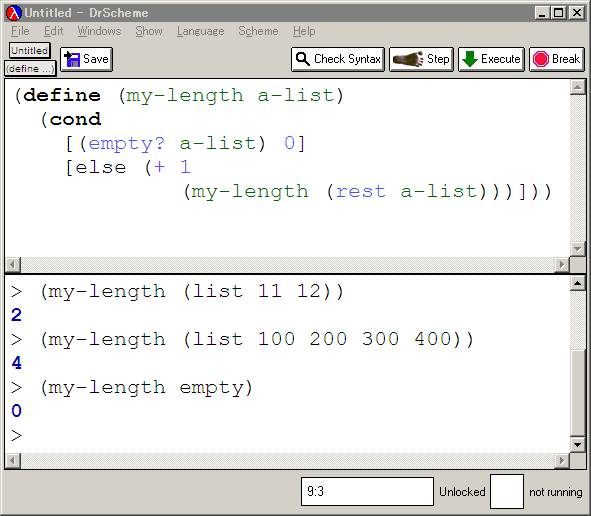 Untitled - DrScheme
File Edit Windows Show Language Scheme Help
Untitled
(define ...)
Save
Check Syntax
Step
Execute
Break
(define (my-length a-list)
  (cond
    [(empty? a-list) 0]
    [else (+ 1
             (my-length (rest a-list)))]))
> (my-length (list 11 12))
2
> (my-length (list 100 200 300 400))
4
> (my-length empty)
0
>
9:3
Unlocked
not running